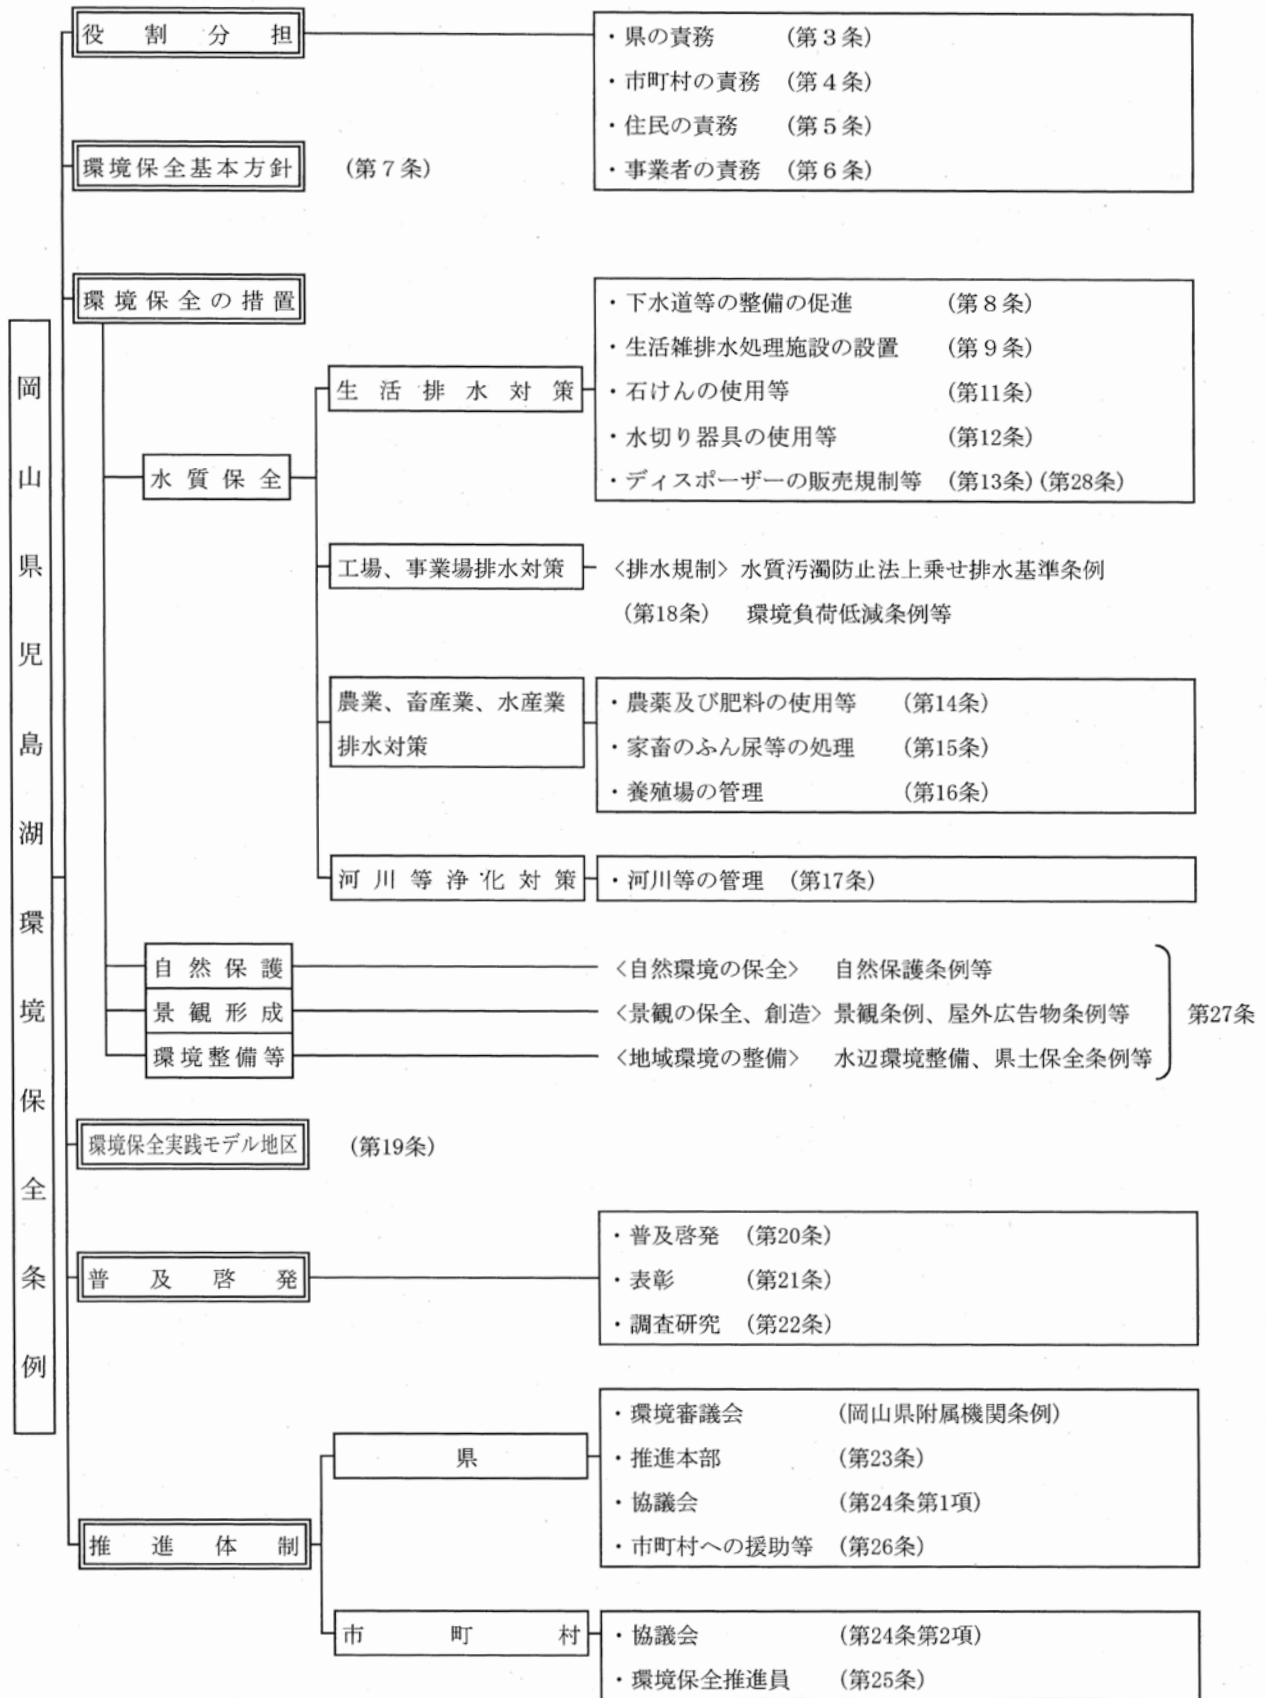 岡山県児島湖環境保全条例
役割分担
・県の責務 (第3条)
・市町村の責務 (第4条)
・住民の責務 (第5条)
・事業者の責務 (第6条)
環境保全基本方針 (第7条)
環境保全の措置
水質保全
生活排水対策
・下水道等の整備の促進 (第8条)
・生活雑排水処理施設の設置 (第9条)
・石けんの使用等 (第11条)
・水切り器具の使用等 (第12条)
・ディスポーザーの販売規制等 (第13条)(第28条)
工場、事業場排水対策
<排水規制> 水質汚濁防止法上乗せ排水基準条例
(第18条) 環境負荷低減条例等
農業、畜産業、水産業
排水対策
・農薬及び肥料の使用等 (第14条)
・家畜のふん尿等の処理 (第15条)
・養殖場の管理 (第16条)
河川等浄化対策
・河川等の管理 (第17条)
自然保護 <自然環境の保全> 自然保護条例等
景観形成 <景観の保全、創造> 景観条例、屋外広告物条例等
環境整備等 <地域環境の整備> 水辺環境整備、県土保全条例等
第27条
環境保全実践モデル地区 (第19条)
普及啓発
・普及啓発 (第20条)
・表彰 (第21条)
・調査研究 (第22条)
推進体制
県
・環境審議会 (岡山県附属機関条例)
・推進本部 (第23条)
・協議会 (第24条第1項)
・市町村への援助等 (第26条)
市町村
・協議会 (第24条第2項)
・環境保全推進員 (第25条)